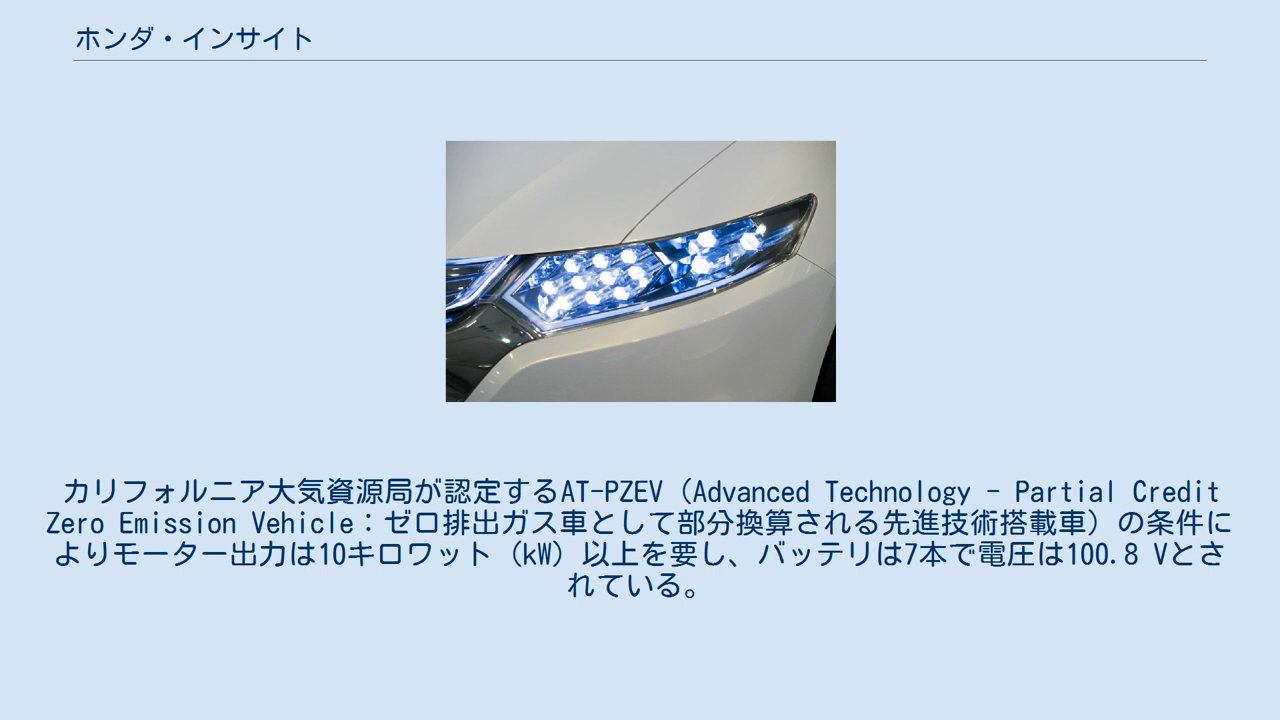 ホンダ・インサイト
カリフォルニア大気資源局が認定するAT-PZEV（Advanced Technology - Partial Credit
Zero Emission Vehicle：ゼロ排出ガス車として部分換算される先進技術搭載車）の条件に
よりモーター出力は10キロワット（kW）以上を要し、バッテリは7本で電圧は100.8 Vとさ
れている。